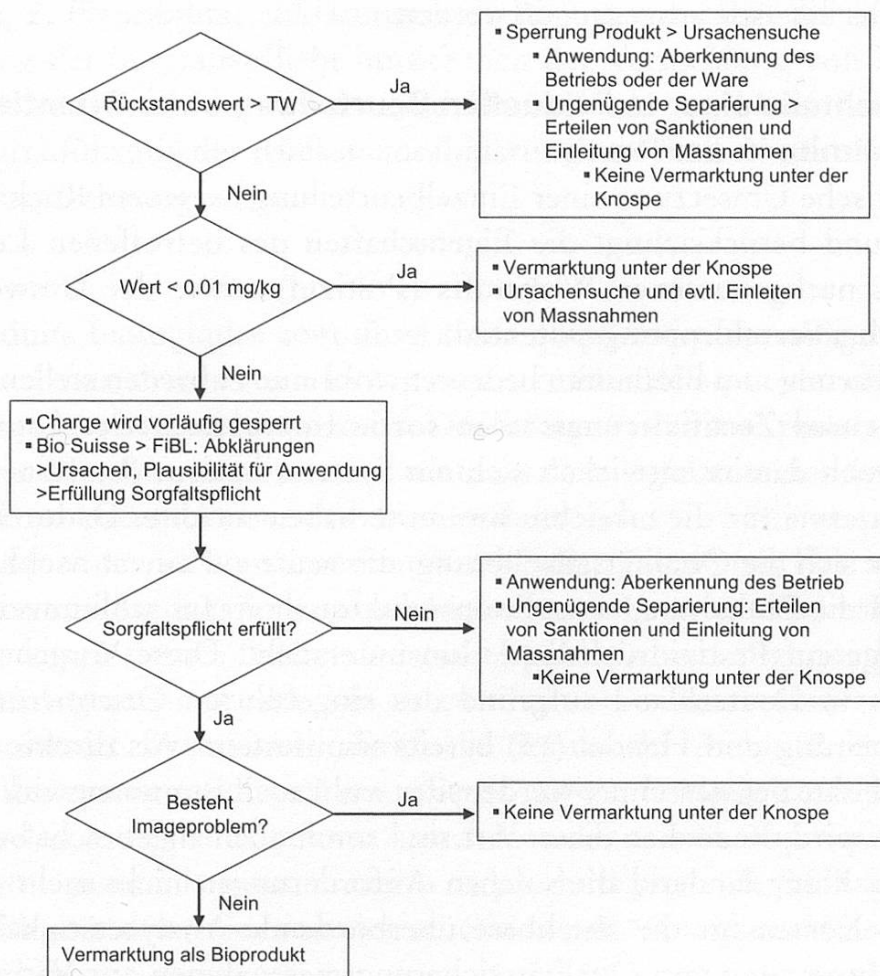 Rückstandswert > TW
Ja
▪ Sperrung Produkt > Ursachensuche
▪ Anwendung: Aberkennung des
Betriebs oder der Ware
▪ Ungenügende Separierung >
Erteilen von Sanktionen und
Einleitung von Massnahmen
▪ Keine Vermarktung unter der
Knospe
Nein
Wert < 0.01 mg/kg
Ja
▪ Vermarktung unter der Knospe
▪ Ursachensuche und evtl. Einleiten
von Massnahmen
Nein
▪ Charge wird vorläufig gesperrt
▪ Bio Suisse > FiBL: Abklärungen
>Ursachen, Plausibilität für Anwendung
>Erfüllung Sorgfaltspflicht
Sorgfaltspflicht erfüllt?
Nein
▪ Anwendung: Aberkennung des Betrieb
▪ Ungenügende Separierung: Erteilen
von Sanktionen und Einleitung von
Massnahmen
▪ Keine Vermarktung unter der Knospe
Ja
Besteht
Imageproblem?
Ja
▪ Keine Vermarktung unter der Knospe
Nein
Vermarktung als Bioprodukt